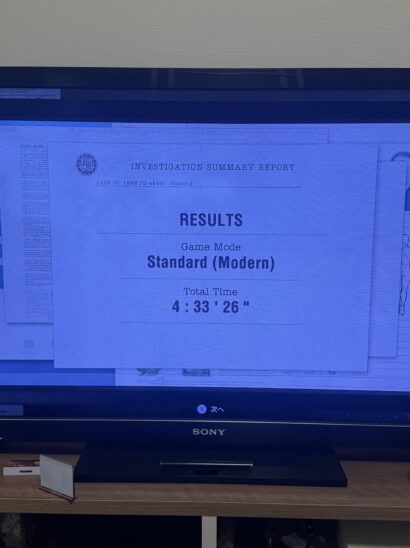 INVESTIGATION SUMMARY REPORT
RESULTS
Game Mode
Standard (Modern)
Total Time
4 : 33 ' 26 "
次へ
SONY